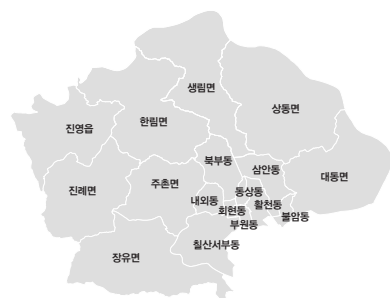 생림면
상동면
한림면
진영읍
북부동
삼안동
대동면
진례면
주촌면
동상동
내외동
활천동
회현동
불암동
부원동
칠산서부동
장유면